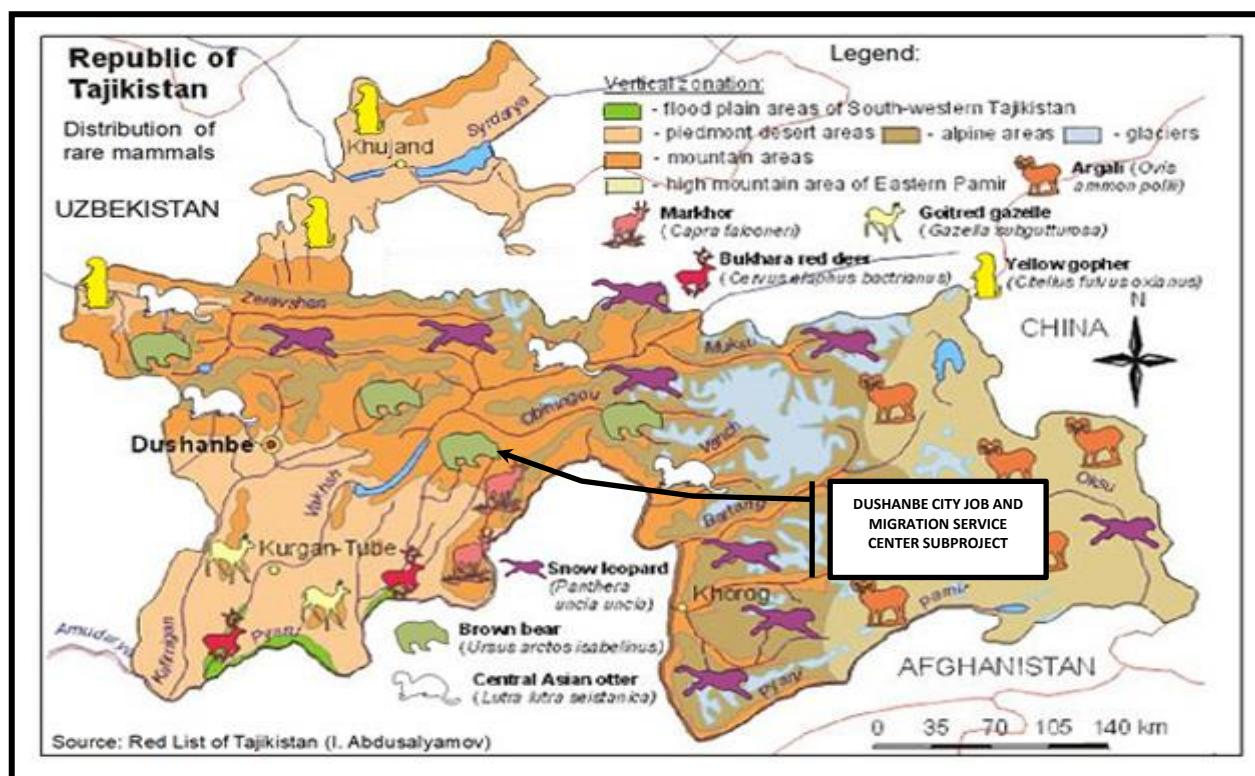 Republic of
Tajikistan
Distribution of
rare mammals
Legend:
Vertical zonation:
- flood plain areas of South-western Tajikistan
- piedmont desert areas - alpine areas - glaciers
- mountain areas
- high mountain area of Eastern Pamir
Argali (Ovis
ammon polii)
Markhor
(Capra falconeri)
Goitred gazelle
(Gazella subgutturosa)
Bukhara red deer
(Cervus elaphus bactrianus)
Yellow gopher
(Citellus fulvus oxianus)
N
Khujand
Syrdarya
UZBEKISTAN
CHINA
Zeravshan
Muksu
Obihingou
Dushanbe
Vanch
Vakhsh
Bartang
Oksu
DUSHANBE CITY JOB AND
MIGRATION SERVICE
CENTER SUBPROJECT
Kurgan-Tube
Snow leopard
(Panthera
uncia uncia)
Khorog
Pamir
Brown bear
(Ursus arctos isabelinus)
Amudarya
Kafirnigan
Pyanj
Central Asian otter
(Lutra lutra seistanica)
Pyanj
AFGHANISTAN
0 35 70 105 140 km
Source: Red List of Tajikistan (I. Abdusalyamov)